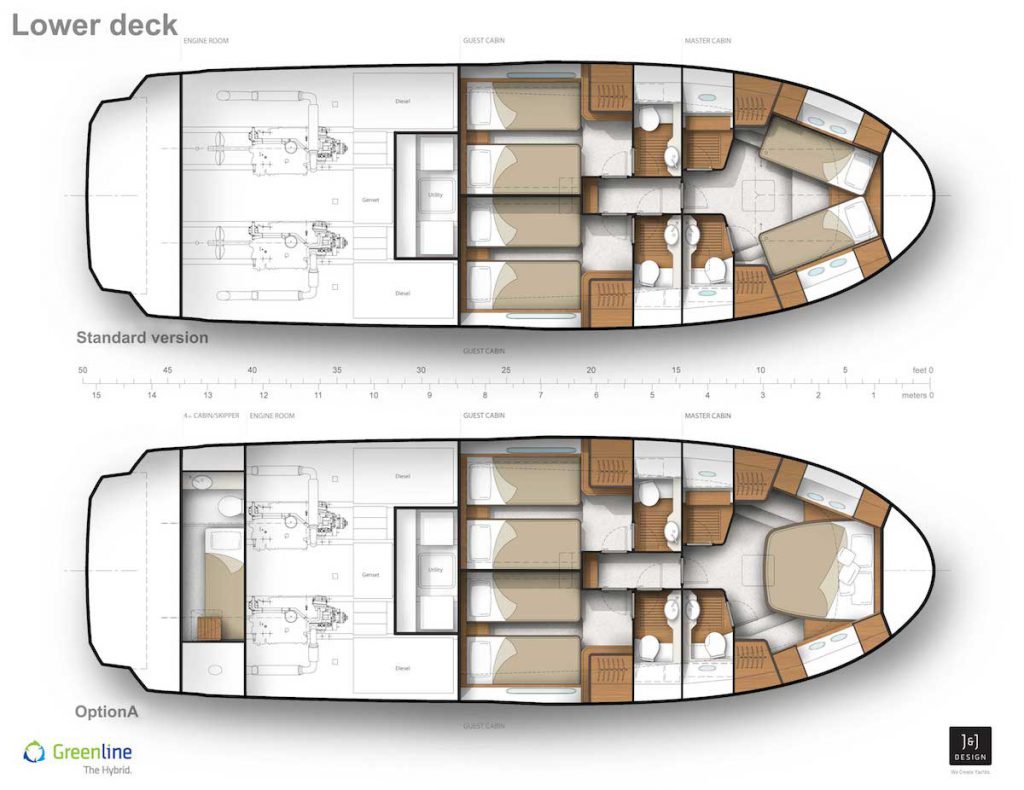 Lower deck
ENGINE ROOM
GUEST CABIN
MASTER CABIN
Diesel
Genset
Utility
Diesel
Standard version
GUEST CABIN
50 45 40 35 30 25 20 15 10 5 feet 0
15 14 13 12 11 10 9 8 7 6 5 4 3 2 1 meters 0
4TH CABIN/SKIPPER
ENGINE ROOM
GUEST CABIN
MASTER CABIN
Diesel
Genset
Utility
Diesel
OptionA
GUEST CABIN
Greenline
The Hybrid.
J&J
DESIGN
We Create Yachts.